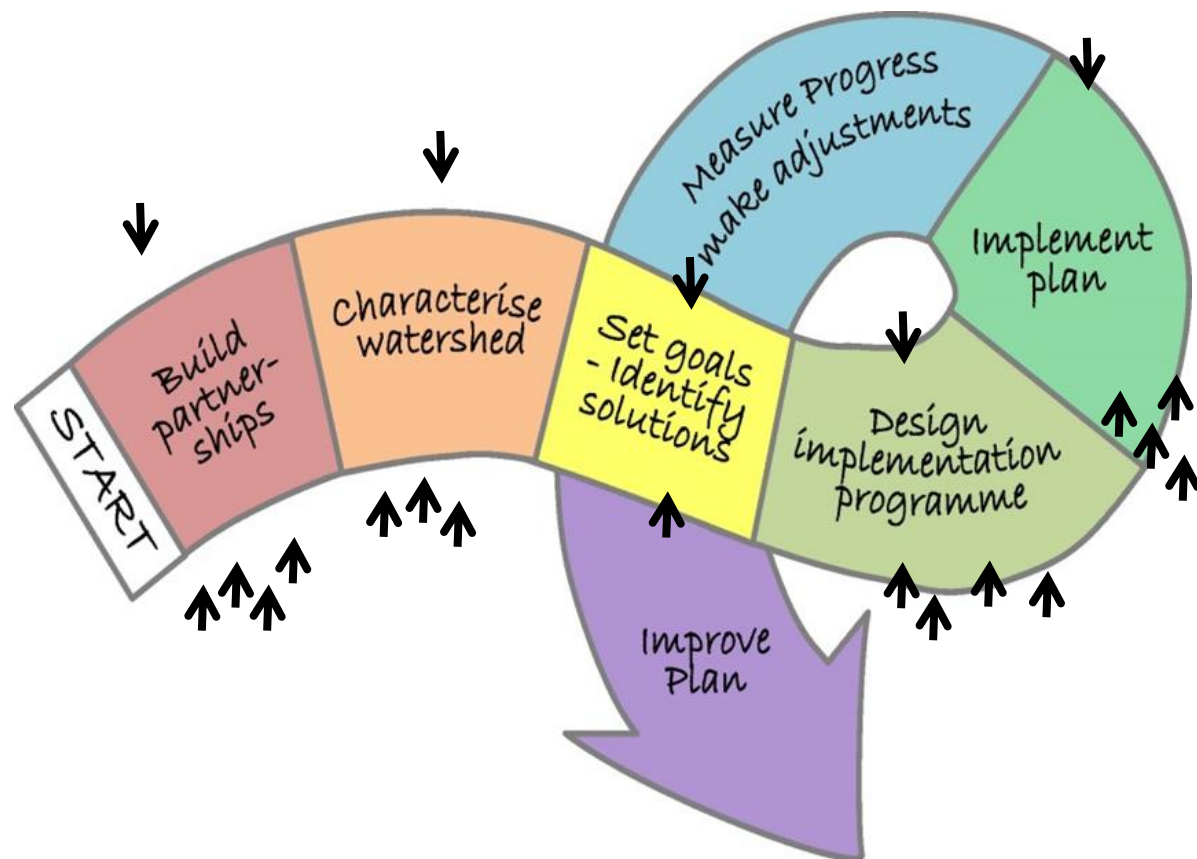 START
Build
partner-
ships
Characterise
watershed
Set goals
- Identify
solutions
Design
implementation
programme
Implement
plan
Measure Progress
make adjustments
Improve
Plan